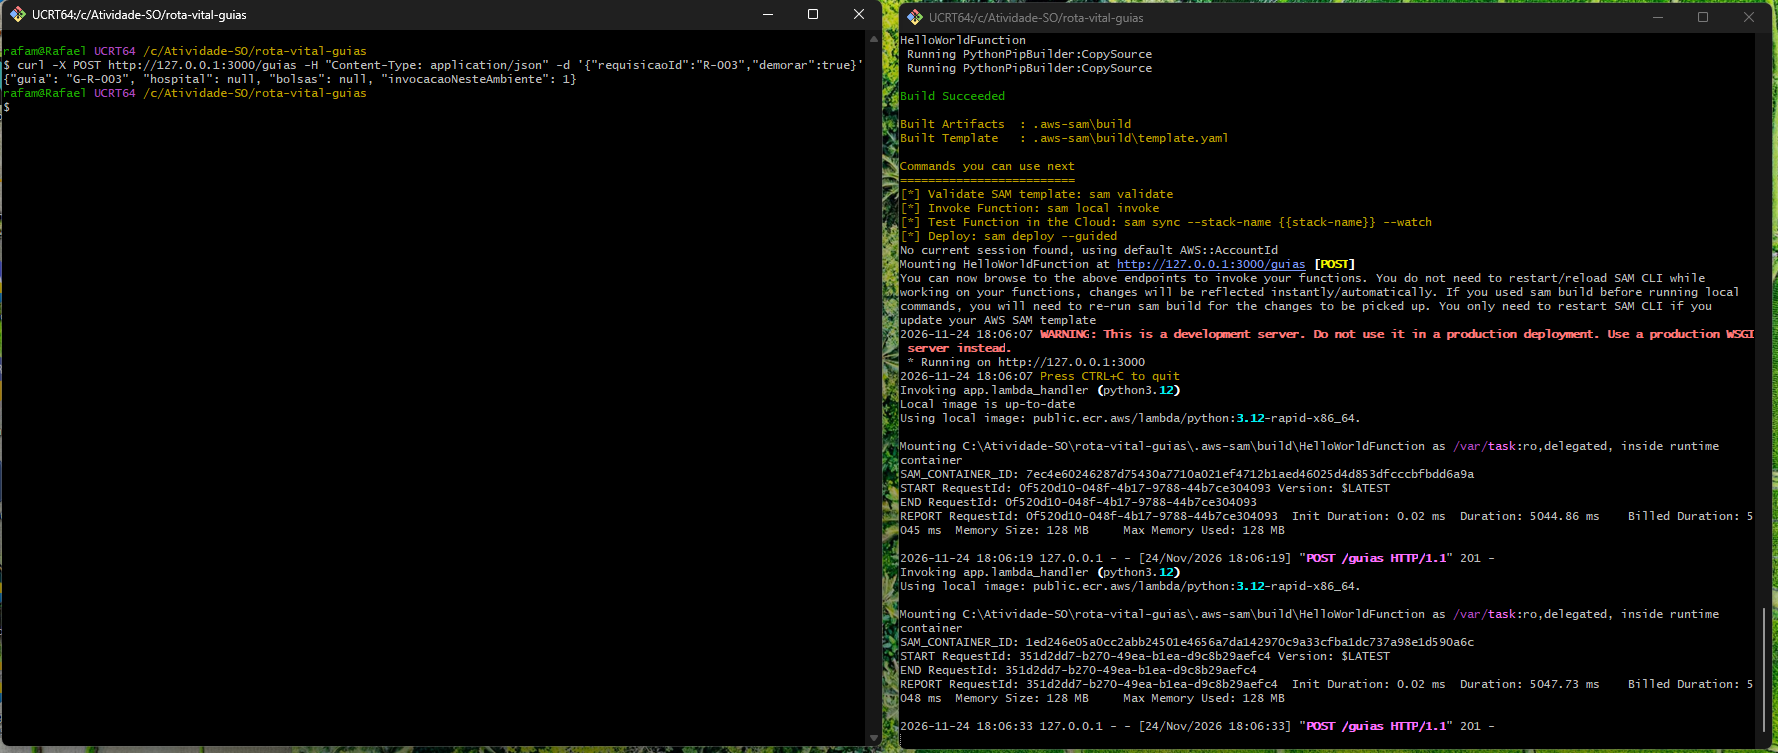 UCRT64:/c/Atividade-SO/rota-vital-guias
rafam@Rafael UCRT64 /c/Atividade-SO/rota-vital-guias
$ curl -X POST http://127.0.0.1:3000/guias -H "Content-Type: application/json" -d '{"requisicaoId":"R-003","demorar":true}'
{"guia": "G-R-003", "hospital": null, "bolsas": null, "invocacaoNesteAmbiente": 1}
rafam@Rafael UCRT64 /c/Atividade-SO/rota-vital-guias
$
UCRT64:/c/Atividade-SO/rota-vital-guias
HelloWorldFunction
 Running PythonPipBuilder:CopySource
 Running PythonPipBuilder:CopySource
Build Succeeded
Built Artifacts  : .aws-sam\build
Built Template   : .aws-sam\build\template.yaml
Commands you can use next
=========================
[*] Validate SAM template: sam validate
[*] Invoke Function: sam local invoke
[*] Test Function in the Cloud: sam sync --stack-name {{stack-name}} --watch
[*] Deploy: sam deploy --guided
No current session found, using default AWS::AccountId
Mounting HelloWorldFunction at http://127.0.0.1:3000/guias [POST]
You can now browse to the above endpoints to invoke your functions. You do not need to restart/reload SAM CLI while
working on your functions, changes will be reflected instantly/automatically. If you used sam build before running local
commands, you will need to re-run sam build for the changes to be picked up. You only need to restart SAM CLI if you
update your AWS SAM template
2026-11-24 18:06:07 WARNING: This is a development server. Do not use it in a production deployment. Use a production WSGI
 server instead.
 * Running on http://127.0.0.1:3000
2026-11-24 18:06:07 Press CTRL+C to quit
Invoking app.lambda_handler (python3.12)
Local image is up-to-date
Using local image: public.ecr.aws/lambda/python:3.12-rapid-x86_64.
Mounting C:\Atividade-SO\rota-vital-guias\.aws-sam\build\HelloWorldFunction as /var/task:ro,delegated, inside runtime
container
SAM_CONTAINER_ID: 7ec4e60246287d75430a7710a021ef4712b1aed46025d4d853dfcccbfbdd6a9a
START RequestId: 0f520d10-048f-4b17-9788-44b7ce304093 Version: $LATEST
END RequestId: 0f520d10-048f-4b17-9788-44b7ce304093
REPORT RequestId: 0f520d10-048f-4b17-9788-44b7ce304093  Init Duration: 0.02 ms  Duration: 5044.86 ms    Billed Duration: 5
045 ms  Memory Size: 128 MB     Max Memory Used: 128 MB
2026-11-24 18:06:19 127.0.0.1 - - [24/Nov/2026 18:06:19] "POST /guias HTTP/1.1" 201 -
Invoking app.lambda_handler (python3.12)
Using local image: public.ecr.aws/lambda/python:3.12-rapid-x86_64.
Mounting C:\Atividade-SO\rota-vital-guias\.aws-sam\build\HelloWorldFunction as /var/task:ro,delegated, inside runtime
container
SAM_CONTAINER_ID: 1ed246e05a0cc2abb24501e4656a7da142970c9a33cfba1dc737a98e1d590a6c
START RequestId: 351d2dd7-b270-49ea-b1ea-d9c8b29aefc4 Version: $LATEST
END RequestId: 351d2dd7-b270-49ea-b1ea-d9c8b29aefc4
REPORT RequestId: 351d2dd7-b270-49ea-b1ea-d9c8b29aefc4  Init Duration: 0.02 ms  Duration: 5047.73 ms    Billed Duration: 5
048 ms  Memory Size: 128 MB     Max Memory Used: 128 MB
2026-11-24 18:06:33 127.0.0.1 - - [24/Nov/2026 18:06:33] "POST /guias HTTP/1.1" 201 -